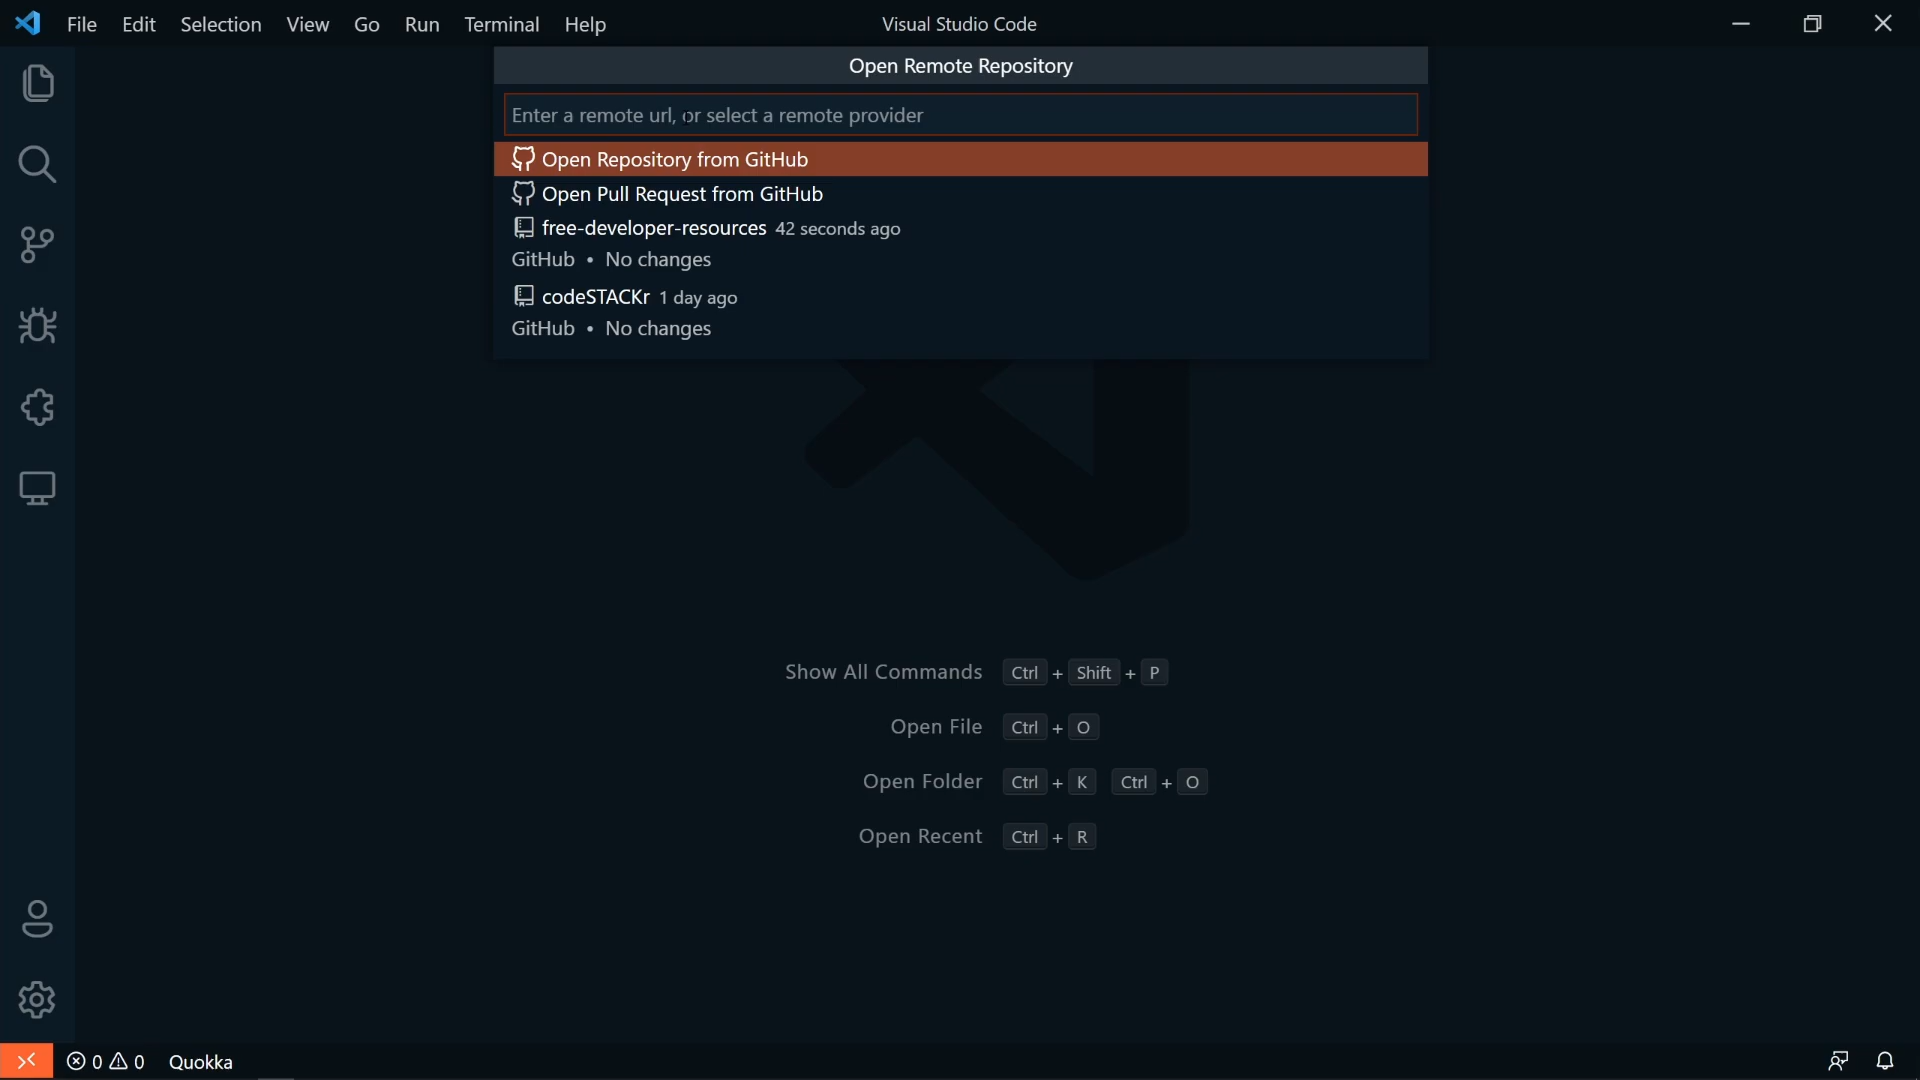 File Edit Selection View Go Run Terminal Help Visual Studio Code
Open Remote Repository
Enter a remote url, or select a remote provider
Open Repository from GitHub
Open Pull Request from GitHub
free-developer-resources 42 seconds ago
GitHub • No changes
codeSTACKr 1 day ago
GitHub • No changes
Show All Commands Ctrl + Shift + P
Open File Ctrl + O
Open Folder Ctrl + K Ctrl + O
Open Recent Ctrl + R
0 0 Quokka